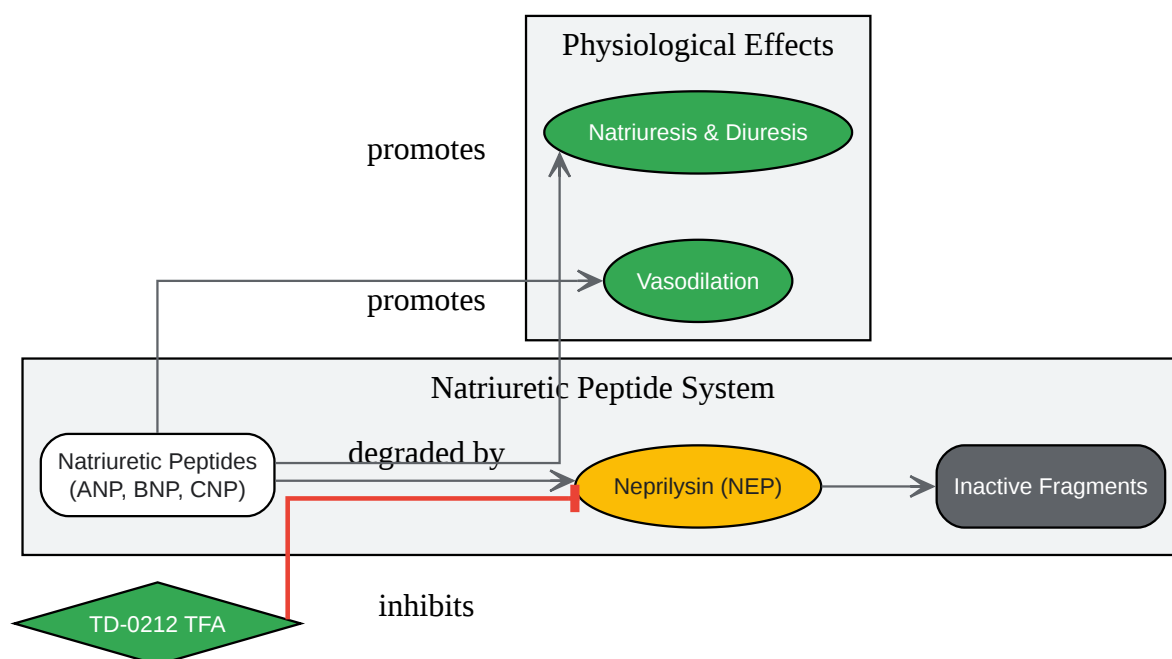 Physiological Effects
Natriuresis & Diuresis
promotes
Vasodilation
promotes
Natriuretic Peptide System
degraded by
Natriuretic Peptides
(ANP, BNP, CNP)
Neprilysin (NEP)
Inactive Fragments
inhibits
TD-0212 TFA